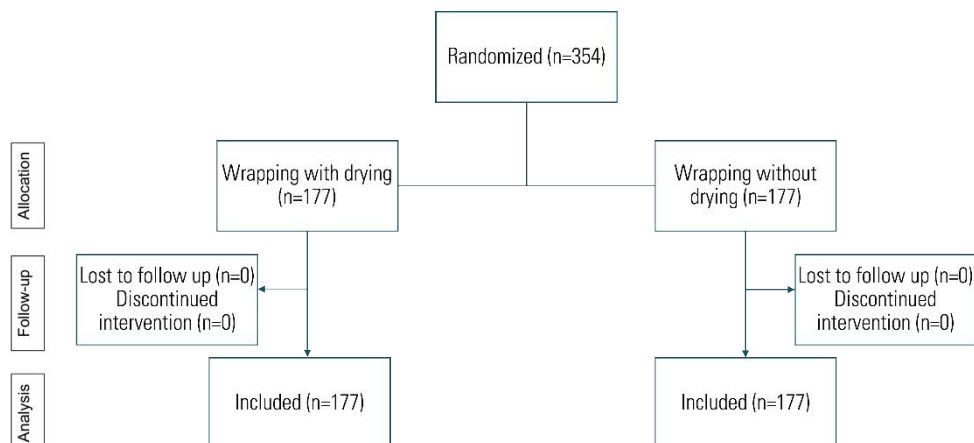 Randomized (n=354)
Allocation
Wrapping with drying
(n=177)
Wrapping without
drying (n=177)
Follow-up
Lost to follow up (n=0)
Discontinued
intervention (n=0)
Lost to follow up (n=0)
Discontinued
intervention (n=0)
Analysis
Included (n=177)
Included (n=177)